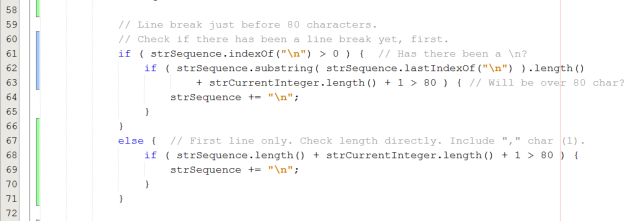 58
59 // Line break just before 80 characters.
60 // Check if there has been a line break yet, first.
61 if ( strSequence.indexOf("\n") > 0 ) { // Has there been a \n?
62 if ( strSequence.substring( strSequence.lastIndexOf("\n") ).length()
63 + strCurrentInteger.length() + 1 > 80 ) { // Will be over 80 char?
64 strSequence += "\n";
65 }
66 }
67 else { // First line only. Check length directly. Include "," char (1).
68 if ( strSequence.length() + strCurrentInteger.length() + 1 > 80 ) {
69 strSequence += "\n";
70 }
71 }
72